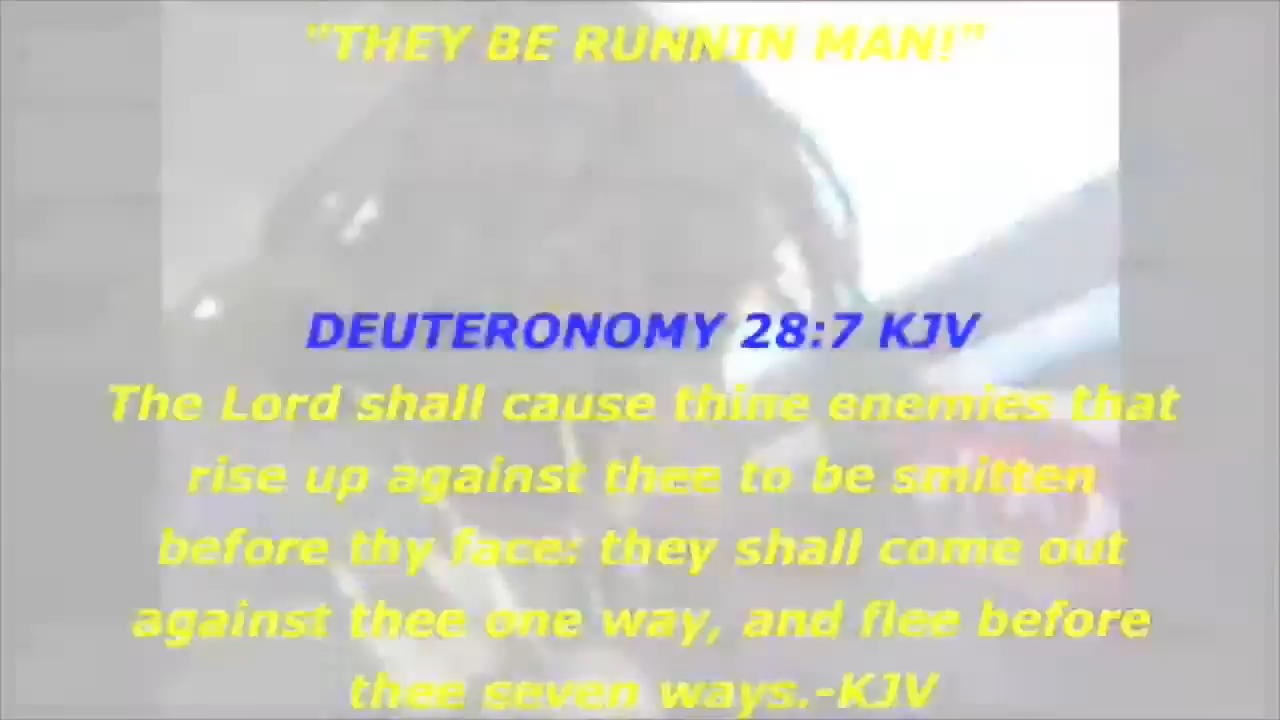 "THEY BE RUNNIN MAN!"
DEUTERONOMY 28:7 KJV
The Lord shall cause thine enemies that
rise up against thee to be smitten
before thy face: they shall come out
against thee one way, and flee before
thee seven ways.-KJV